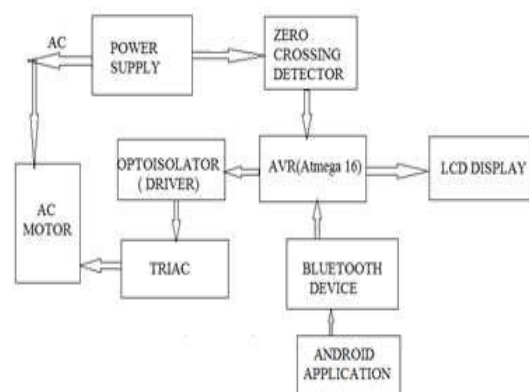 AC
POWER
SUPPLY
ZERO
CROSSING
DETECTOR
OPTOISOLATOR
( DRIVER)
AVR(Atmega 16)
LCD DISPLAY
AC
MOTOR
TRIAC
BLUETOOTH
DEVICE
ANDROID
APPLICATION